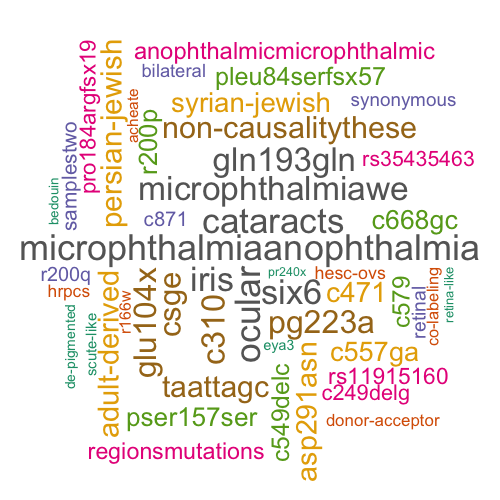 anophthalmicmicrophthalmic
bilateral
pleu84serfsx57
pro184argfsx19
persian-jewish
acheate
syrian-jewish
synonymous
r200p
non-causalitythese
samplestwo
bedouin
gln193gln
rs35435463
microphthalmiawe
c871
cataracts
c668gc
microphthalmiaanophthalmia
r200q
hrpcs
iris
ocular
pr240x
hesc-ovs
six6
c471
c579
retinal
co-labeling
retina-like
de-pigmented
scute-like
adult-derived
r166w
glu104x
csge
c310
pg223a
eya3
c557ga
taattagc
asp291asn
rs11915160
c249delg
pser157ser
c549delc
donor-acceptor
regionsmutations